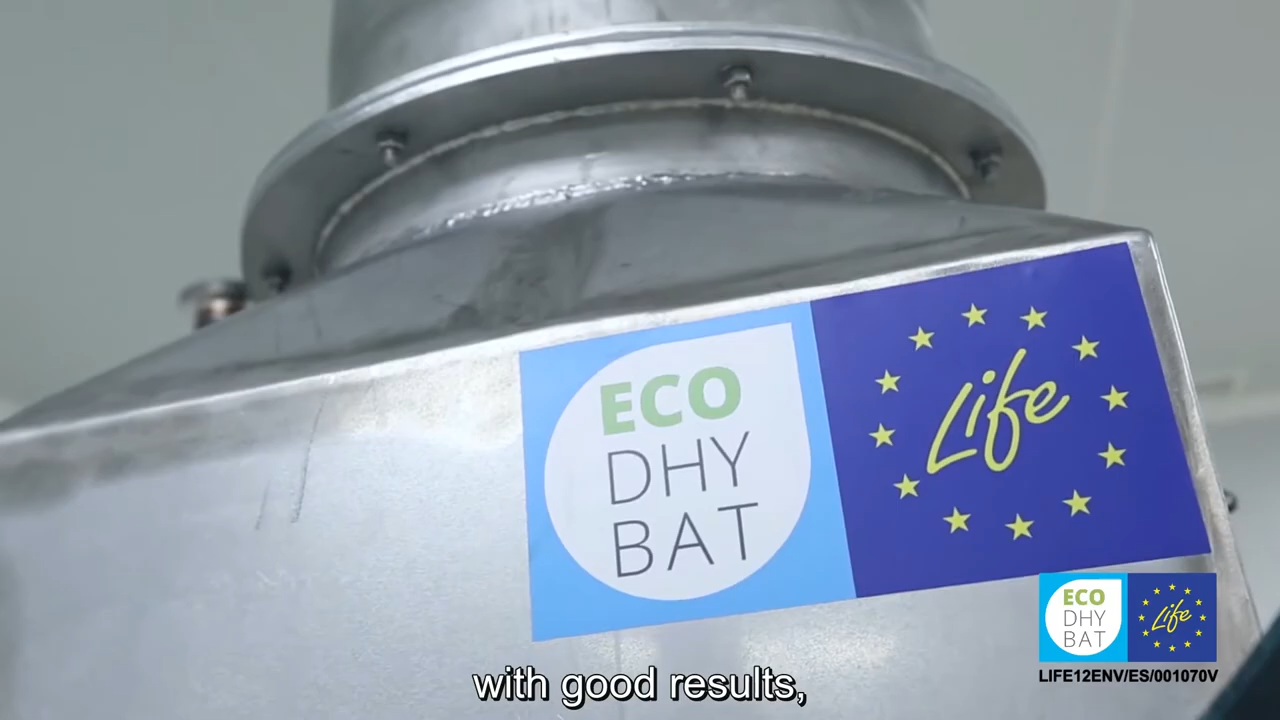 ECO
DHY
BAT
Life
with good results,
ECO
DHY
BAT
Life
LIFE12ENV/ES/001070V